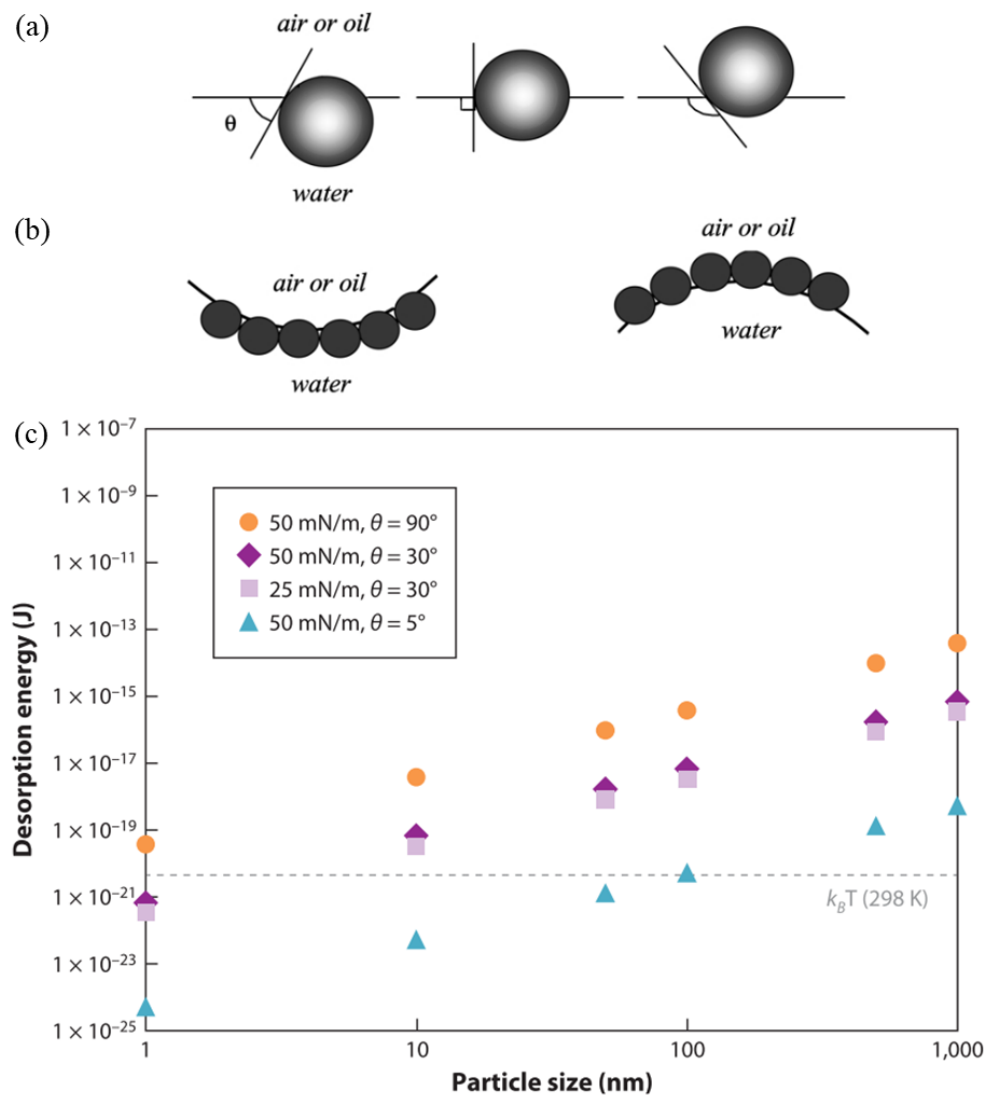 (a)
air or oil
θ
water
(b)
air or oil
air or oil
water
water
(c)
1 × 10⁻⁷
1 × 10⁻⁹
1 × 10⁻¹¹
1 × 10⁻¹³
1 × 10⁻¹⁵
1 × 10⁻¹⁷
1 × 10⁻¹⁹
1 × 10⁻²¹
1 × 10⁻²³
1 × 10⁻²⁵
Desorption energy (J)
50 mN/m, θ = 90°
50 mN/m, θ = 30°
25 mN/m, θ = 30°
50 mN/m, θ = 5°
k_BT (298 K)
1 10 100 1,000
Particle size (nm)